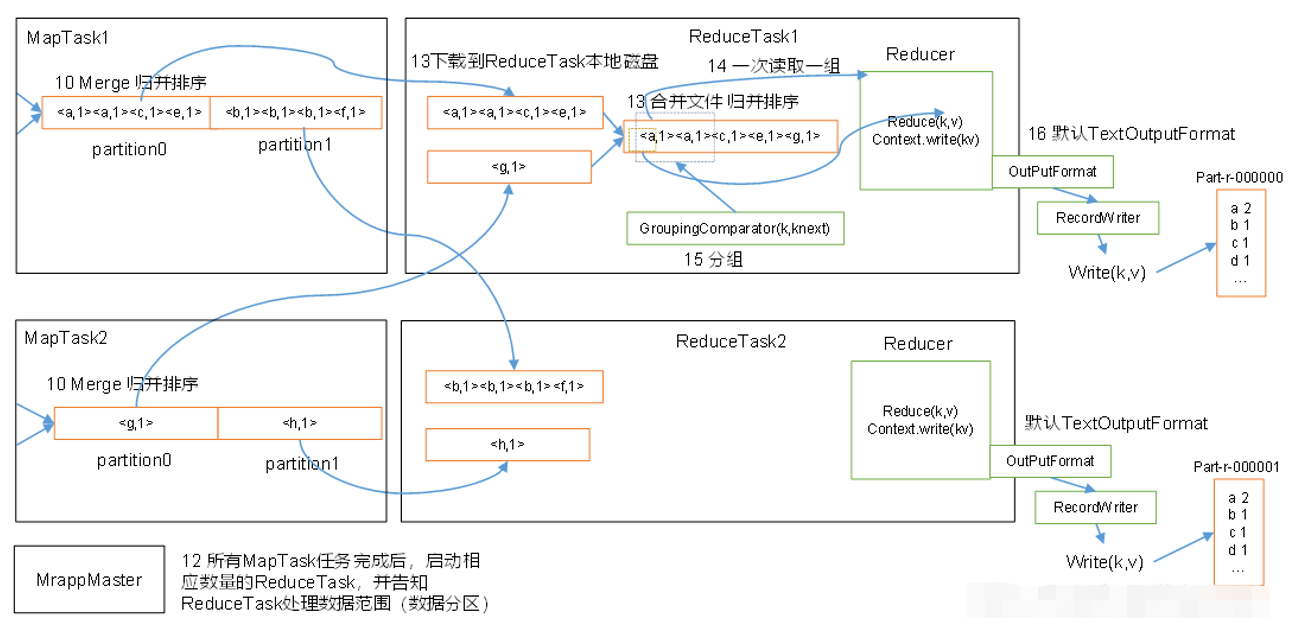 MapTask1
10 Merge 归并排序
<a,1><a,1><c,1><e,1>
<b,1><b,1><b,1><f,1>
partition0
partition1
ReduceTask1
13下载到ReduceTask本地磁盘
<a,1><a,1><c,1><e,1>
<g,1>
14 一次读取一组
13 合并文件 归并排序
<a,1><a,1><c,1><e,1><g,1>
GroupingComparator(k,knext)
15 分组
Reducer
Reduce(k,v)
Context.write(kv)
16 默认TextOutputFormat
OutPutFormat
RecordWriter
Write(k,v)
Part-r-000000
a 2
b 1
c 1
d 1
...
MapTask2
10 Merge 归并排序
<g,1>
<h,1>
partition0
partition1
ReduceTask2
<b,1><b,1><b,1><f,1>
<h,1>
Reducer
Reduce(k,v)
Context.write(kv)
默认TextOutputFormat
OutPutFormat
RecordWriter
Write(k,v)
Part-r-000001
a 2
b 1
c 1
d 1
...
MrappMaster
12 所有MapTask任务完成后，启动相
应数量的ReduceTask，并告知
ReduceTask处理数据范围（数据分区）